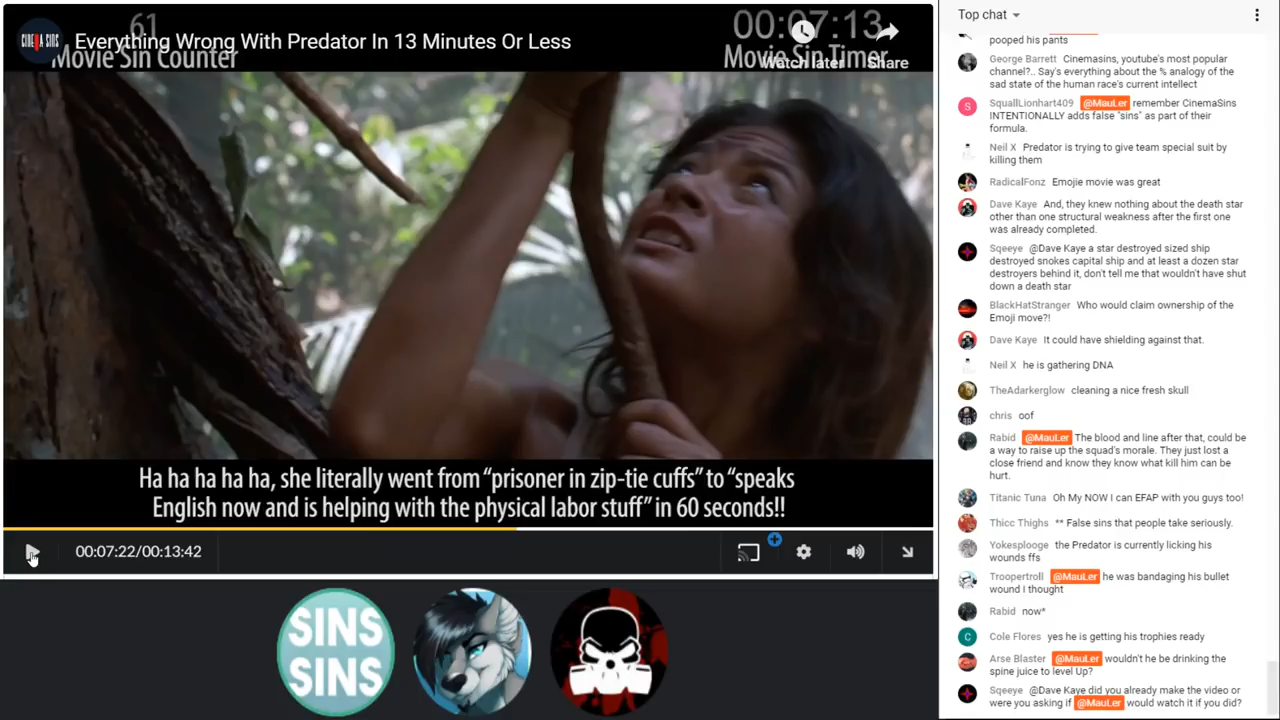 61
00:07:13
CINEMA SINS
Everything Wrong With Predator In 13 Minutes Or Less
Movie Sin Counter
Movie Sin Timer
Watch later
Share
Ha ha ha ha ha, she literally went from “prisoner in zip-tie cuffs” to “speaks
English now and is helping with the physical labor stuff” in 60 seconds!!
00:07:22/00:13:42
SINS
SINS
Top chat
pooped his pants
George Barrett Cinemasins, youtube's most popular
channel?.. Say's everything about the % analogy of the
sad state of the human race's current intellect
S
SquallLionhart409 @MauLer remember CinemaSins
INTENTIONALLY adds false "sins" as part of their
formula.
Neil X Predator is trying to give team special suit by
killing them
RadicalFonz Emojie movie was great
Dave Kaye And, they knew nothing about the death star
other than one structural weakness after the first one
was already completed.
Sqeeye @Dave Kaye a star destroyed sized ship
destroyed snokes capital ship and at least a dozen star
destroyers behind it, don't tell me that wouldn't have shut
down a death star
BlackHatStranger Who would claim ownership of the
Emoji move?!
Dave Kaye It could have shielding against that.
Neil X he is gathering DNA
TheAdarkerglow cleaning a nice fresh skull
chris oof
Rabid @MauLer The blood and line after that, could be
a way to raise up the squad's morale. They just lost a
close friend and know they know what kill him can be
hurt.
Titanic Tuna Oh My NOW I can EFAP with you guys too!
Thicc Thighs ** False sins that people take seriously.
Yokesplooge the Predator is currently licking his
wounds ffs
Troopertroll @MauLer he was bandaging his bullet
wound i thought
Rabid now*
C
Cole Flores yes he is getting his trophies ready
Arse Blaster @MauLer wouldn't he be drinking the
spine juice to level Up?
Sqeeye @Dave Kaye did you already make the video or
were you asking if @MauLer would watch it if you did?